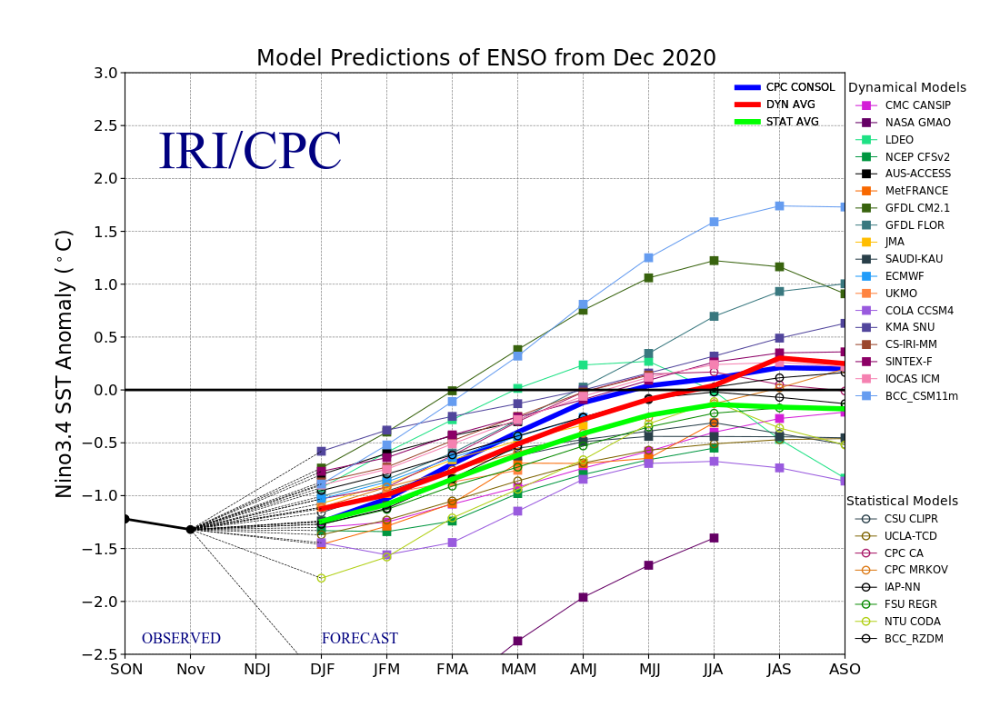 Model Predictions of ENSO from Dec 2020
Nino3.4 SST Anomaly (°C)
3.0
2.5
2.0
1.5
1.0
0.5
0.0
−0.5
−1.0
−1.5
−2.0
−2.5
IRI/CPC
CPC CONSOL
DYN AVG
STAT AVG
OBSERVED
FORECAST
SON Nov NDJ DJF JFM FMA MAM AMJ MJJ JJA JAS ASO
Dynamical Models
CMC CANSIP
NASA GMAO
LDEO
NCEP CFSv2
AUS-ACCESS
MetFRANCE
GFDL CM2.1
GFDL FLOR
JMA
SAUDI-KAU
ECMWF
UKMO
COLA CCSM4
KMA SNU
CS-IRI-MM
SINTEX-F
IOCAS ICM
BCC_CSM11m
Statistical Models
CSU CLIPR
UCLA-TCD
CPC CA
CPC MRKOV
IAP-NN
FSU REGR
NTU CODA
BCC_RZDM